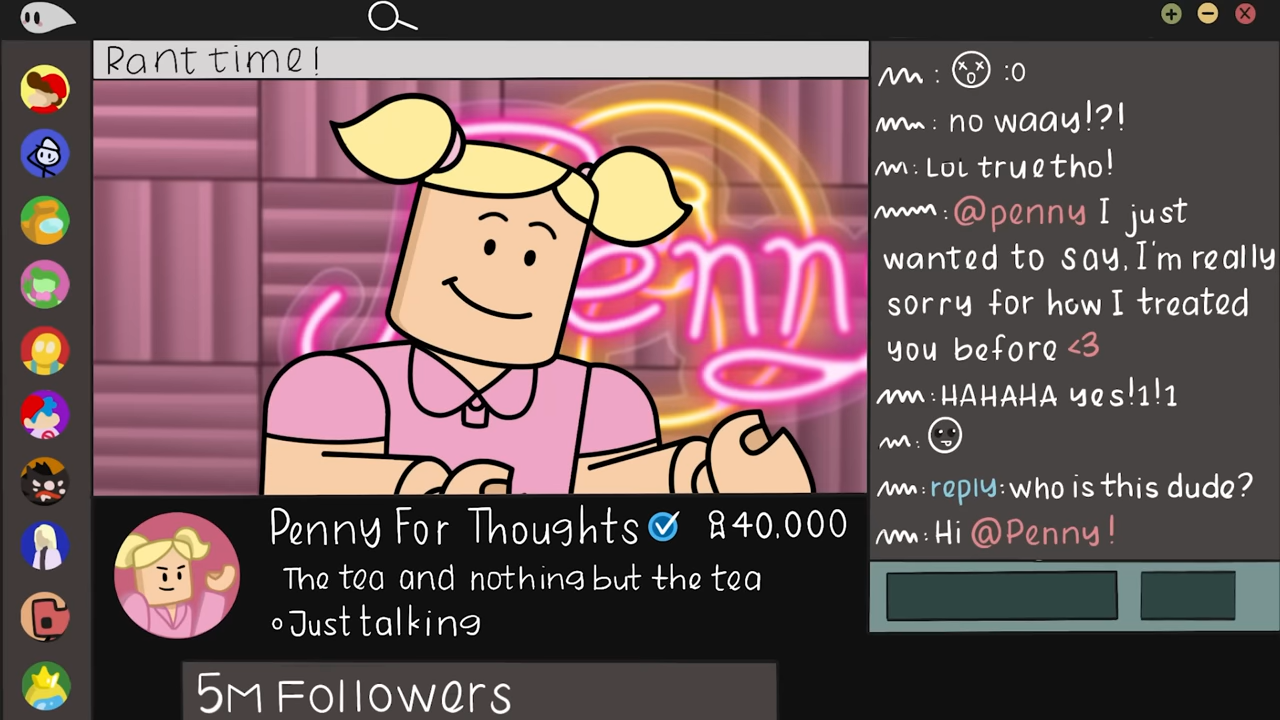 Rant time!
Penny
: :0
: no waay!?!
: Lol true tho!
: @penny I just
wanted to say, I'm really
sorry for how I treated
you before <3
: HAHAHA yes!1!1
:
: reply: who is this dude?
: Hi @Penny!
Penny For Thoughts 40,000
The tea and nothing but the tea
Just talking
5M Followers